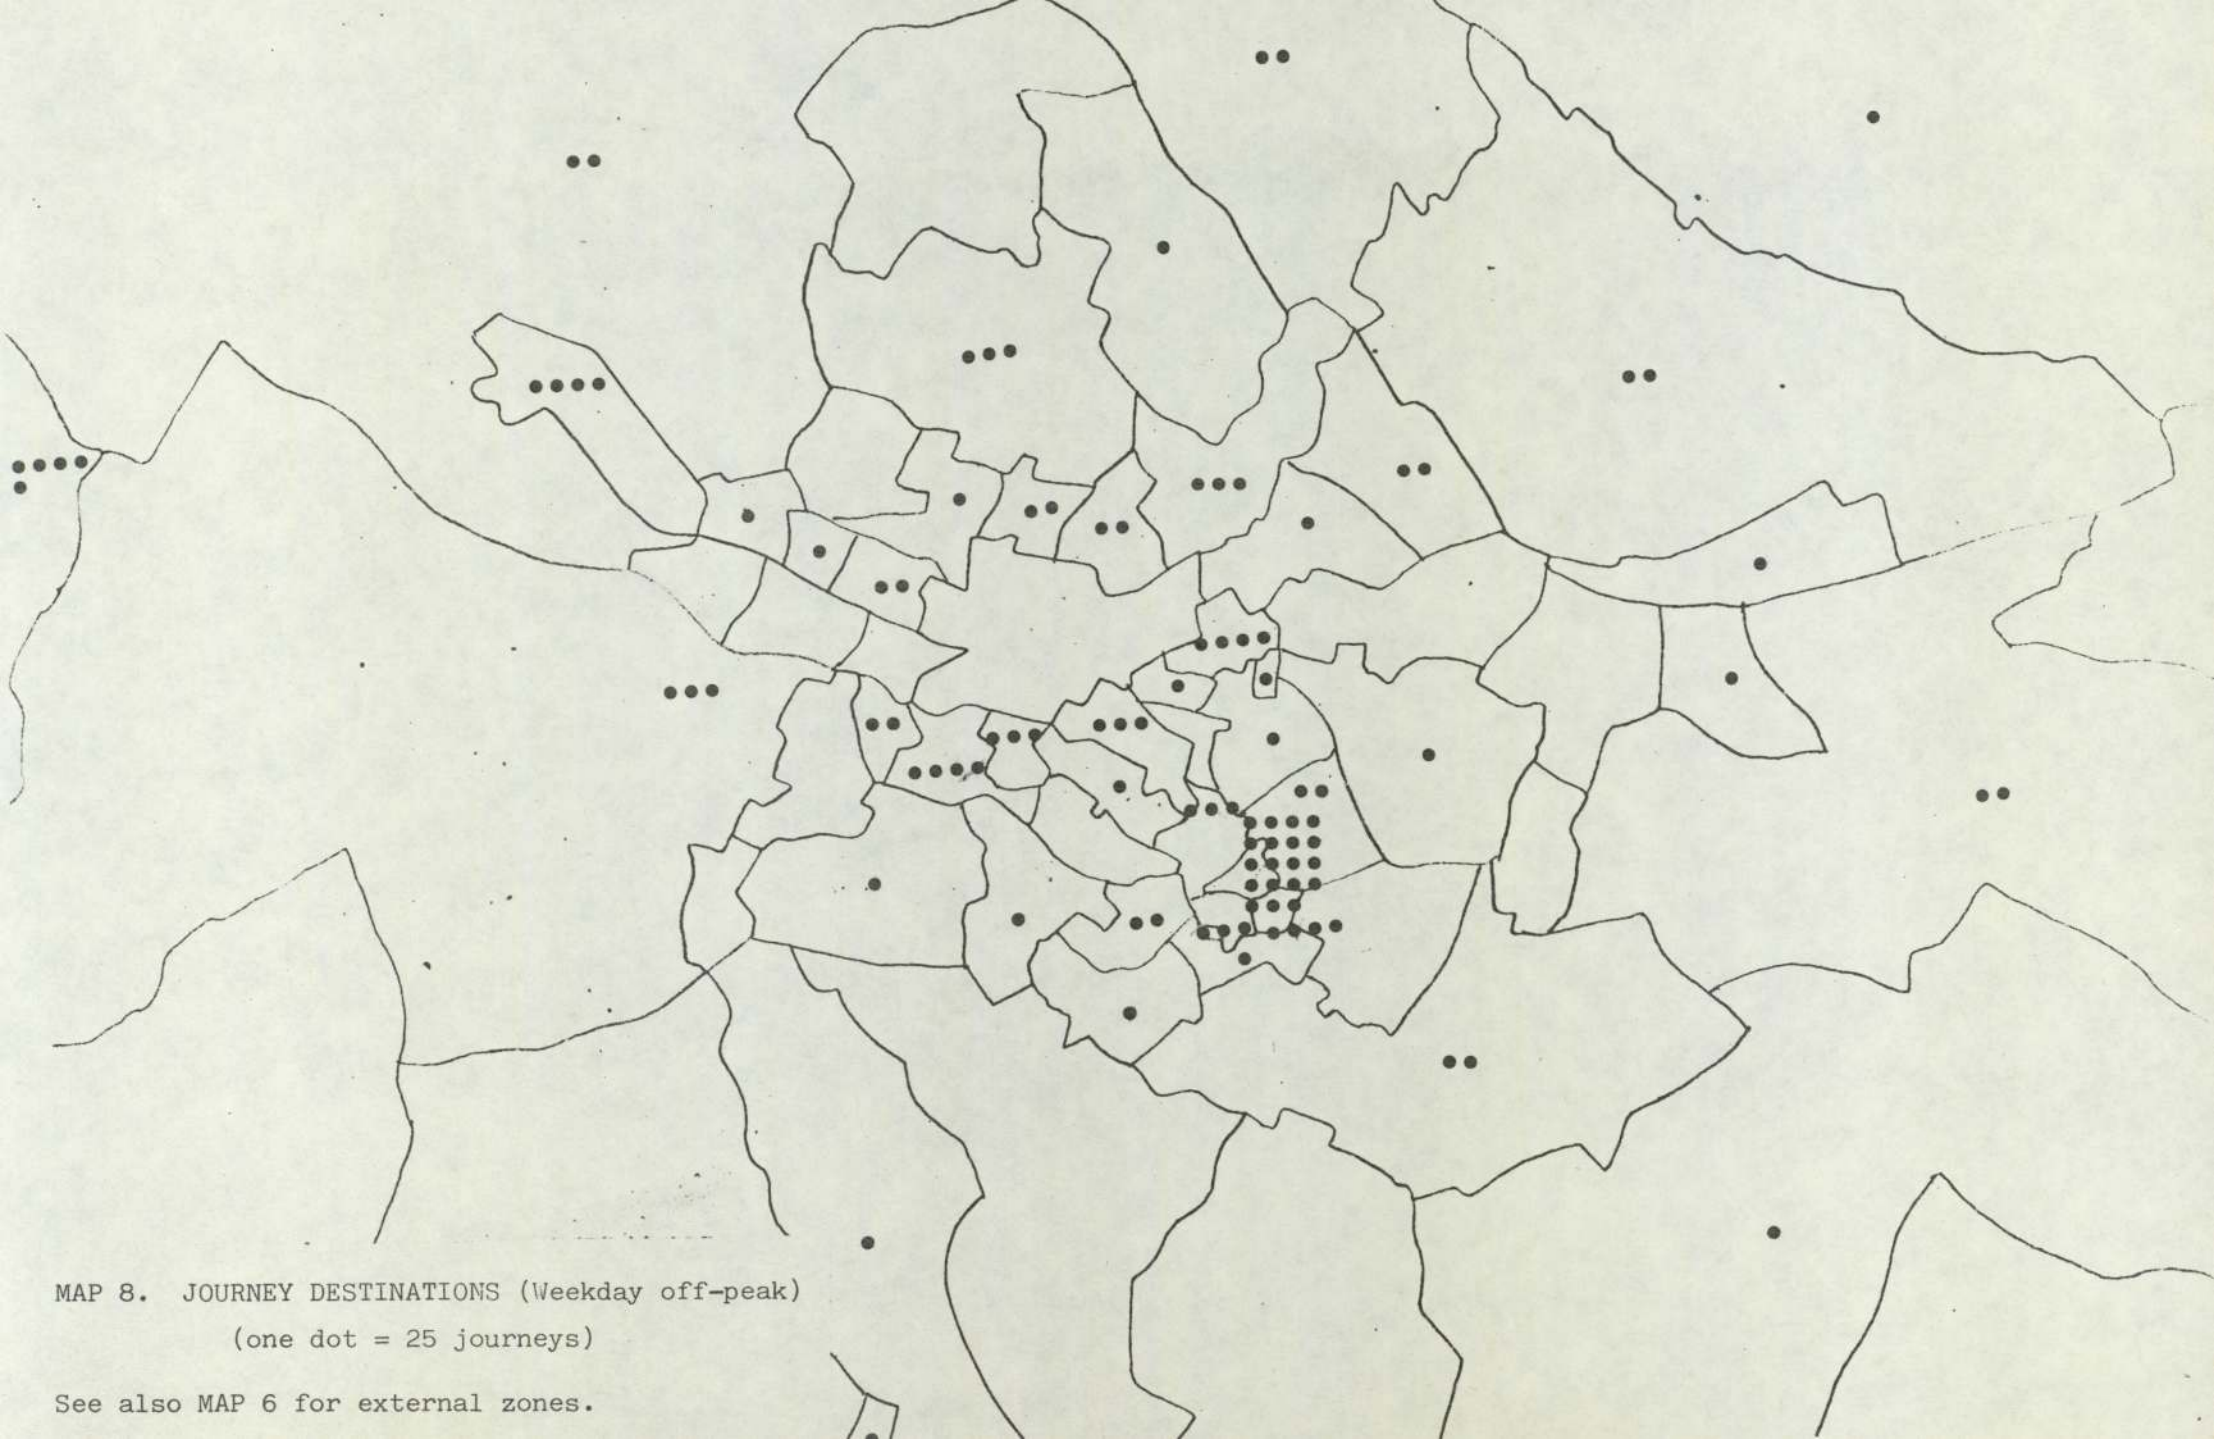 MAP 8. JOURNEY DESTINATIONS (Weekday off-peak)
(one dot = 25 journeys)
See also MAP 6 for external zones.